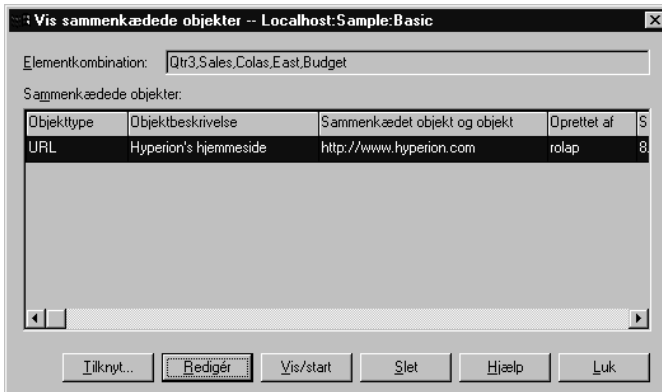 Vis sammenkædede objekter -- Localhost:Sample:Basic
Elementkombination: Qtr3,Sales,Colas,East,Budget
Sammenkædede objekter:
Objekttype Objektbeskrivelse Sammenkædet objekt og objekt Oprettet af S
URL Hyperion's hjemmeside http://www.hyperion.com rolap 8.
Tilknyt... Redigér Vis/start Slet Hjælp Luk